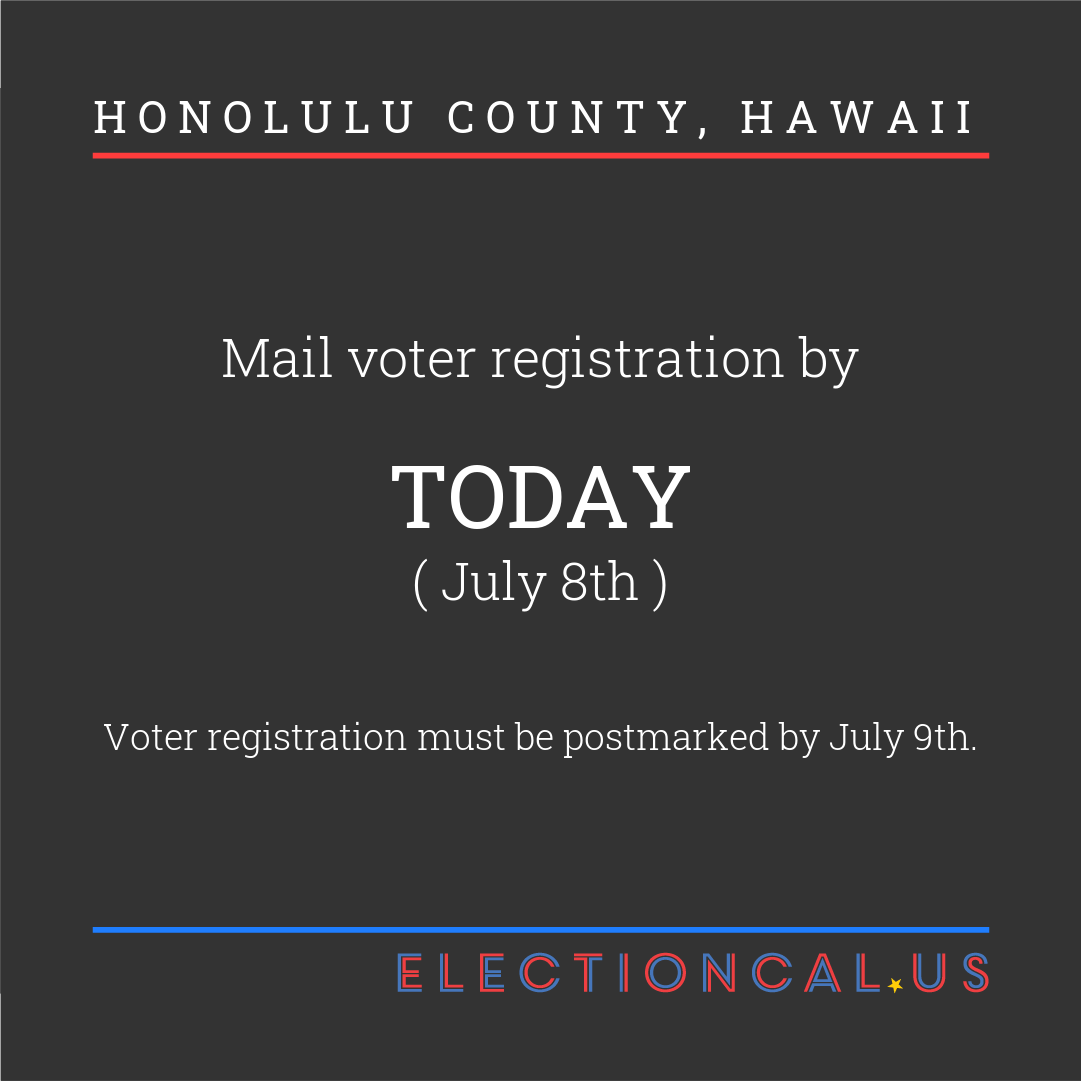 HONOLULU COUNTY, HAWAII
Mail voter registration by
TODAY
( July 8th )
Voter registration must be postmarked by July 9th.
ELECTIONCAL.US